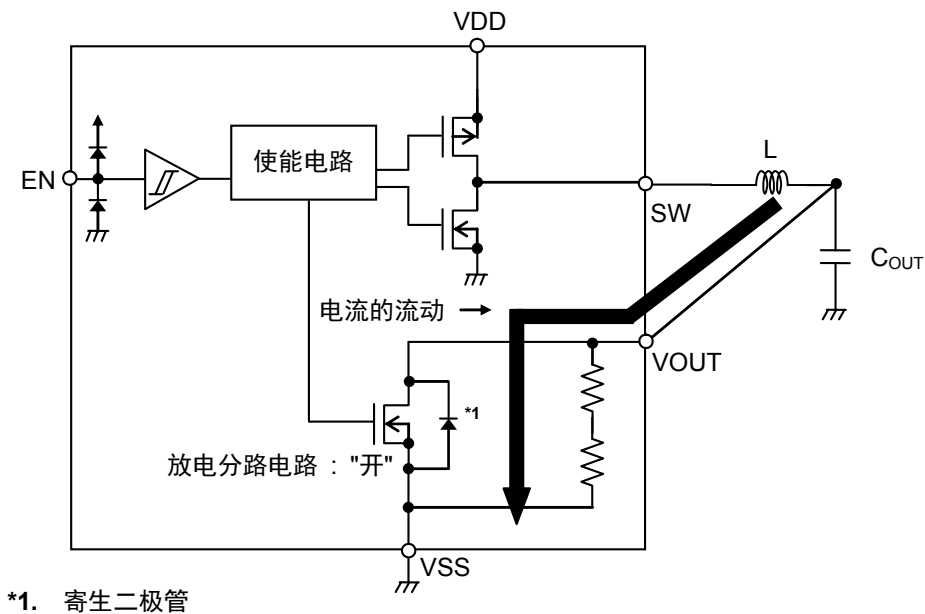 VDD
EN
使能电路
L
SW
C_OUT
电流的流动
VOUT
*1
放电分路电路 : "开"
VSS
*1. 寄生二极管